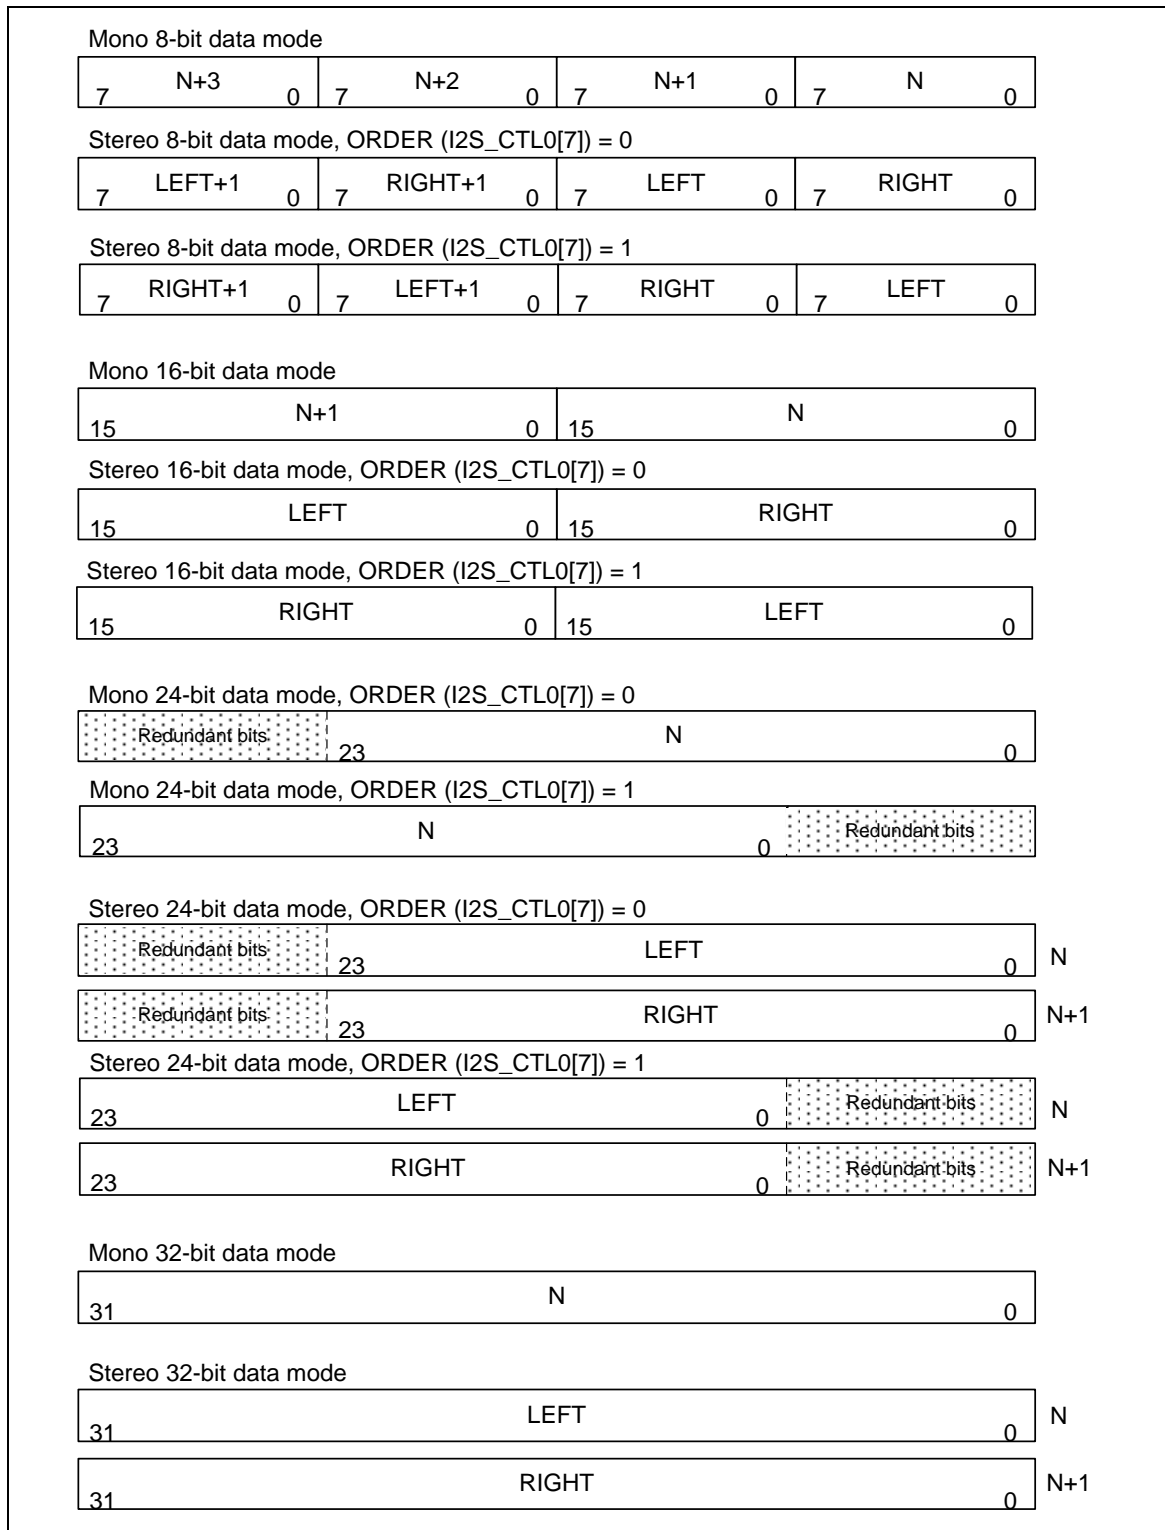 Mono 8-bit data mode
N+3 N+2 N+1 N
7 0 7 0 7 0 7 0
Stereo 8-bit data mode, ORDER (I2S_CTL0[7]) = 0
LEFT+1 RIGHT+1 LEFT RIGHT
7 0 7 0 7 0 7 0
Stereo 8-bit data mode, ORDER (I2S_CTL0[7]) = 1
RIGHT+1 LEFT+1 RIGHT LEFT
7 0 7 0 7 0 7 0
Mono 16-bit data mode
N+1 N
15 0 15 0
Stereo 16-bit data mode, ORDER (I2S_CTL0[7]) = 0
LEFT RIGHT
15 0 15 0
Stereo 16-bit data mode, ORDER (I2S_CTL0[7]) = 1
RIGHT LEFT
15 0 15 0
Mono 24-bit data mode, ORDER (I2S_CTL0[7]) = 0
Redundant bits N
23 0
Mono 24-bit data mode, ORDER (I2S_CTL0[7]) = 1
N Redundant bits
23 0
Stereo 24-bit data mode, ORDER (I2S_CTL0[7]) = 0
Redundant bits LEFT N
23 0
Redundant bits RIGHT N+1
23 0
Stereo 24-bit data mode, ORDER (I2S_CTL0[7]) = 1
LEFT Redundant bits N
23 0
RIGHT Redundant bits N+1
23 0
Mono 32-bit data mode
N
31 0
Stereo 32-bit data mode
LEFT N
31 0
RIGHT N+1
31 0